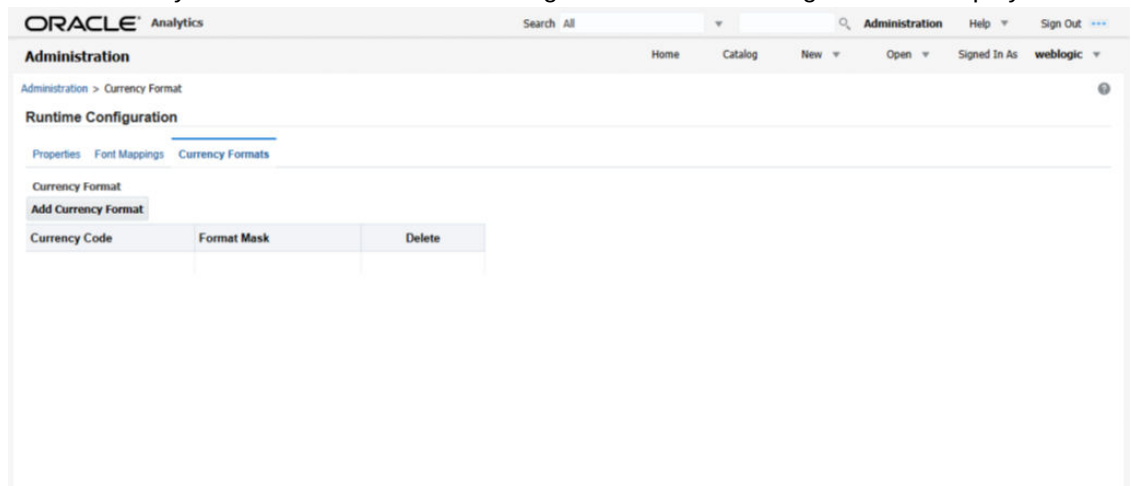 ORACLE Analytics Search All Administration Help Sign Out
Administration Home Catalog New Open Signed In As weblogic
Administration > Currency Format
Runtime Configuration
Properties Font Mappings Currency Formats
Currency Format
Add Currency Format
Currency Code Format Mask Delete